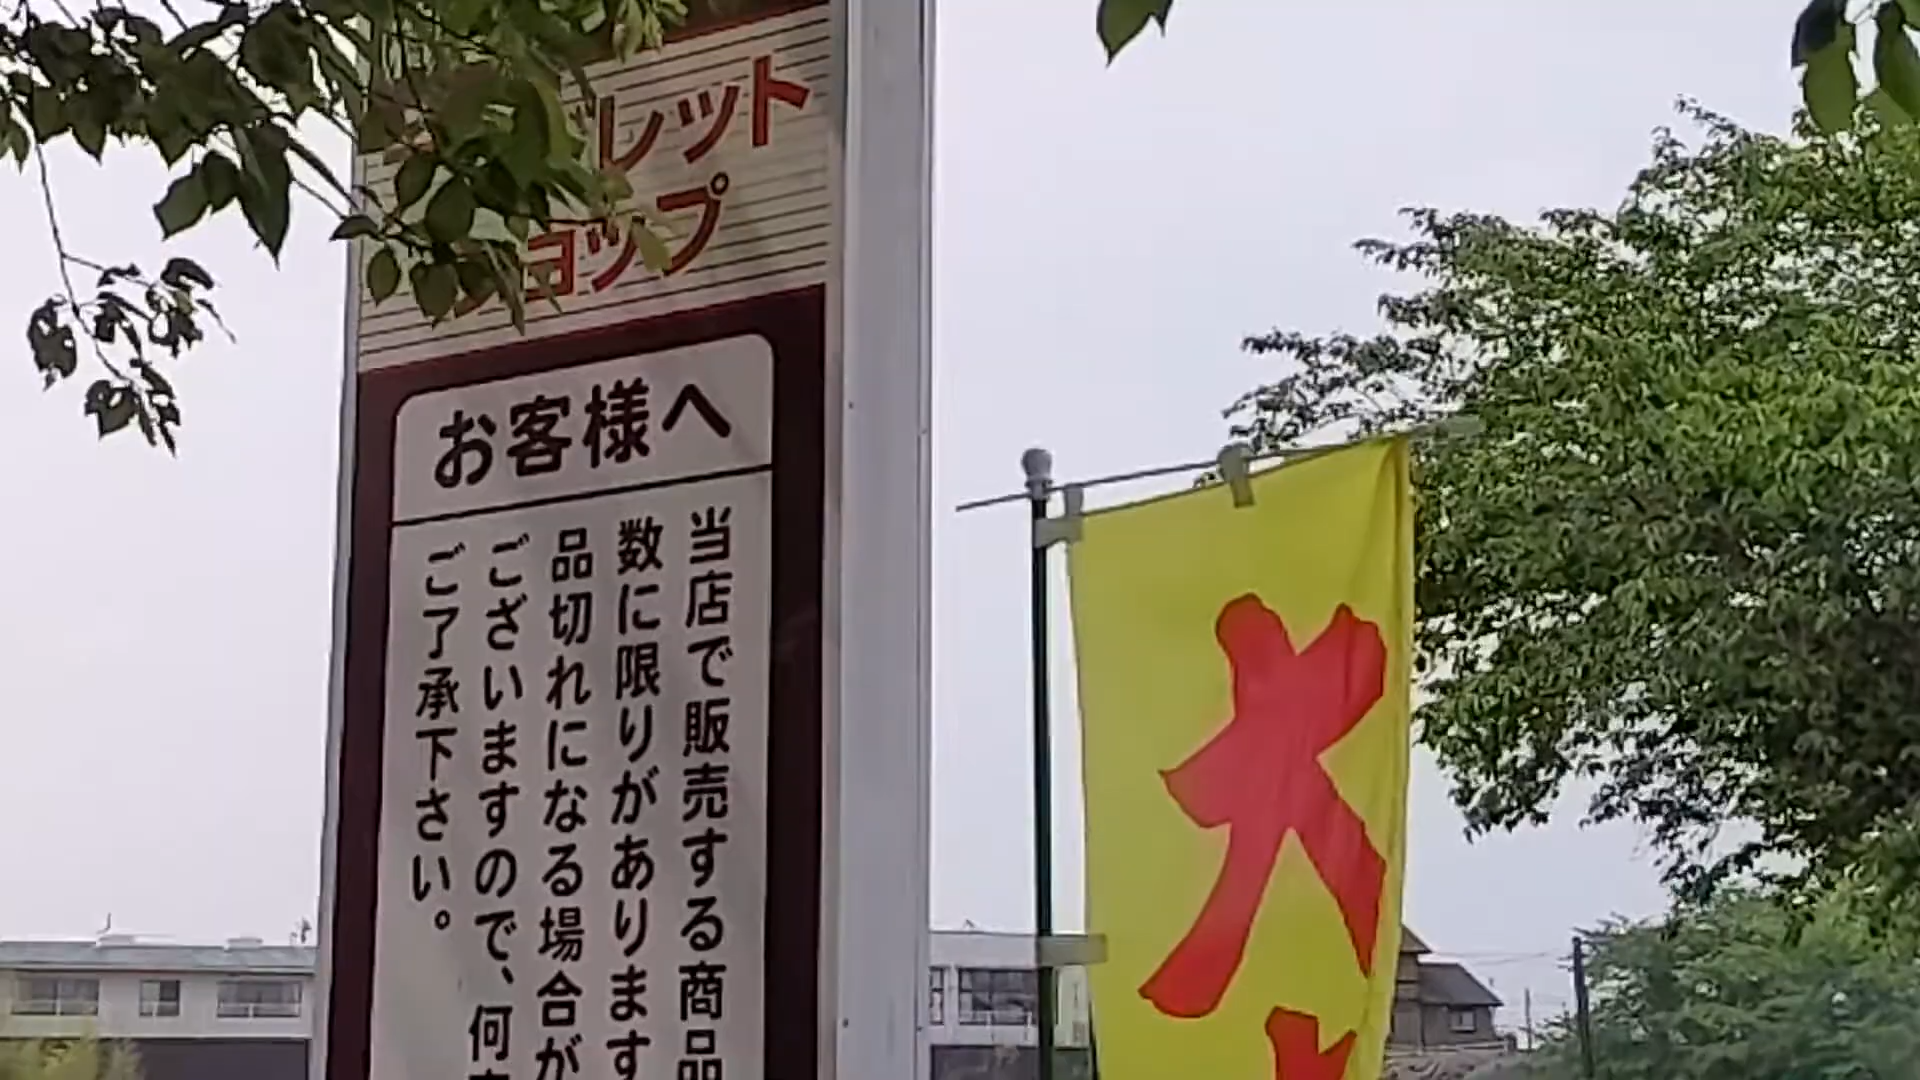 レット
ョップ
お客様へ
当店で販売する商品
数に限りがあります
品切れになる場合が
ございますので、何
ご了承下さい。
大